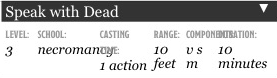 Speak with Dead ▼
LEVEL: SCHOOL: CASTING TIME: RANGE: COMPONENTS: DURATION:
3 necromancy 1 action 10 feet v s m 10 minutes